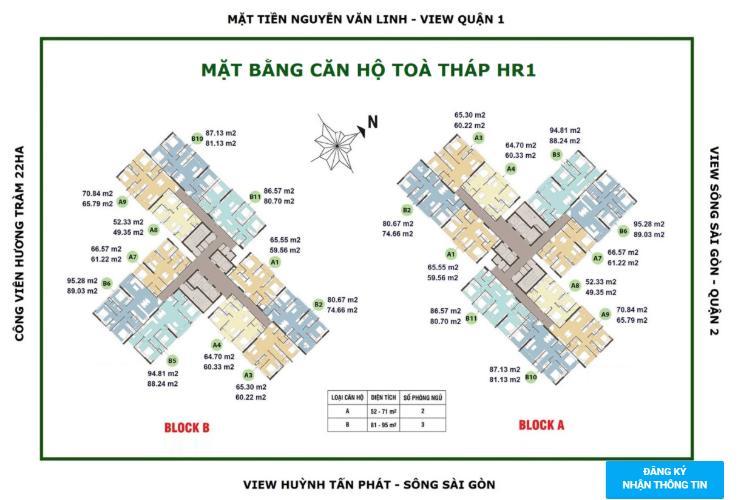 MẶT TIỀN NGUYỄN VĂN LINH - VIEW QUẬN 1
MẶT BẰNG CĂN HỘ TOÀ THÁP HR1
CÔNG VIÊN HƯƠNG TRÀM 22HA
VIEW SÔNG SÀI GÒN - QUẬN 2
N
B10
87.13 m2
81.13 m2
B11
86.57 m2
80.70 m2
70.84 m2
65.79 m2
A9
52.33 m2
49.35 m2
A8
66.57 m2
61.22 m2
A7
95.28 m2
89.03 m2
B6
65.55 m2
59.56 m2
A1
B2
80.67 m2
74.66 m2
B5
94.81 m2
88.24 m2
A4
64.70 m2
60.33 m2
A3
65.30 m2
60.22 m2
BLOCK B
65.30 m2
60.22 m2
A3
64.70 m2
60.33 m2
A4
94.81 m2
88.24 m2
B5
B2
80.67 m2
74.66 m2
95.28 m2
89.03 m2
B6
A1
65.55 m2
59.56 m2
66.57 m2
61.22 m2
A7
A8
52.33 m2
49.35 m2
86.57 m2
80.70 m2
B11
A9
70.84 m2
65.79 m2
87.13 m2
81.13 m2
B10
BLOCK A
LOẠI CĂN HỘ DIỆN TÍCH SỐ PHÒNG NGỦ
A 52 - 71 m² 2
B 81 - 95 m² 3
VIEW HUỲNH TẤN PHÁT - SÔNG SÀI GÒN
ĐĂNG KÝ
NHẬN THÔNG TIN